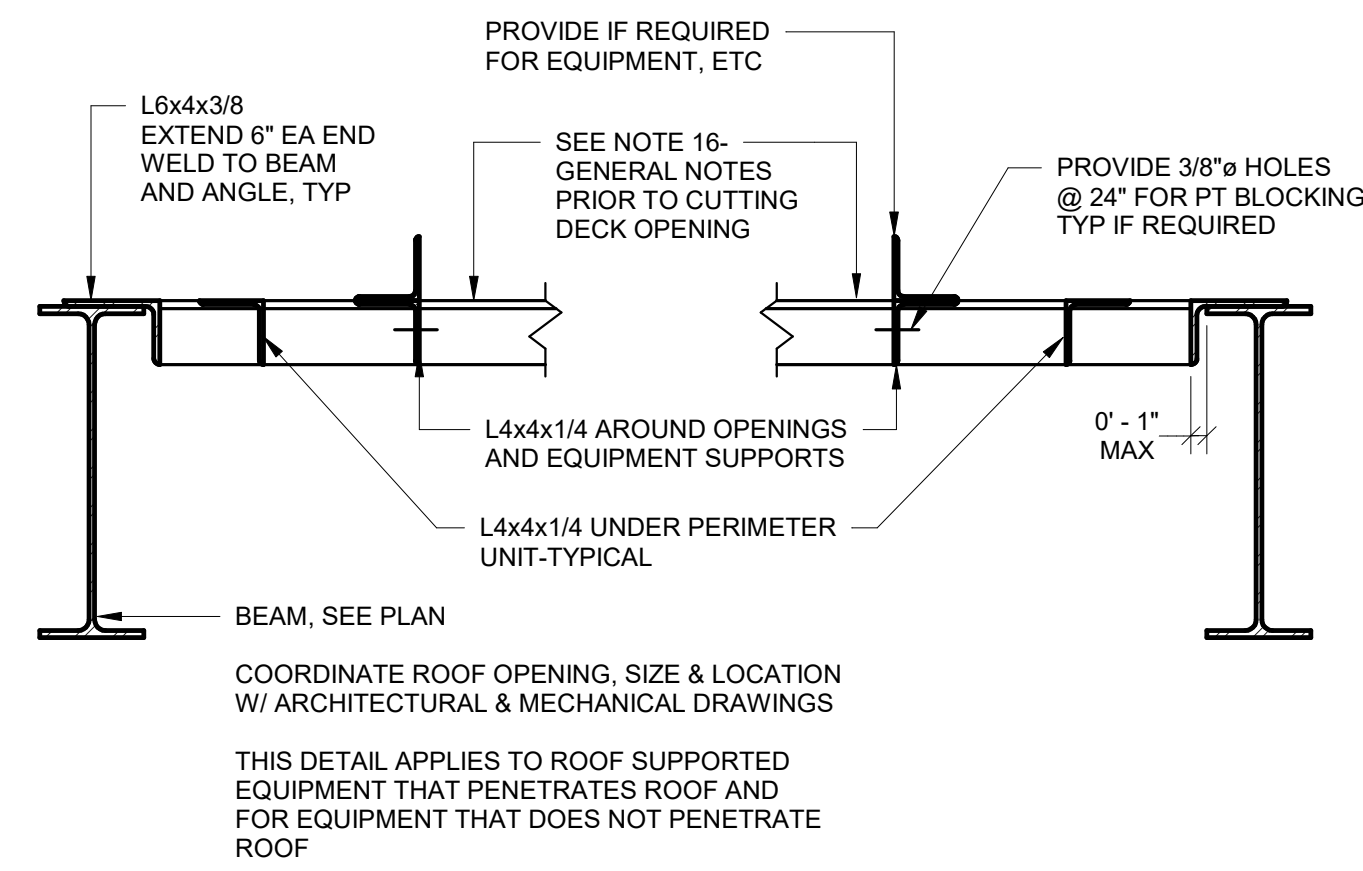 PROVIDE IF REQUIRED
FOR EQUIPMENT, ETC
L6x4x3/8
EXTEND 6" EA END
WELD TO BEAM
AND ANGLE, TYP
SEE NOTE 16-
GENERAL NOTES
PRIOR TO CUTTING
DECK OPENING
PROVIDE 3/8"ø HOLES
@ 24" FOR PT BLOCKING
TYP IF REQUIRED
L4x4x1/4 AROUND OPENINGS
AND EQUIPMENT SUPPORTS
0' - 1"
MAX
L4x4x1/4 UNDER PERIMETER
UNIT-TYPICAL
BEAM, SEE PLAN
COORDINATE ROOF OPENING, SIZE & LOCATION
W/ ARCHITECTURAL & MECHANICAL DRAWINGS
THIS DETAIL APPLIES TO ROOF SUPPORTED
EQUIPMENT THAT PENETRATES ROOF AND
FOR EQUIPMENT THAT DOES NOT PENETRATE
ROOF